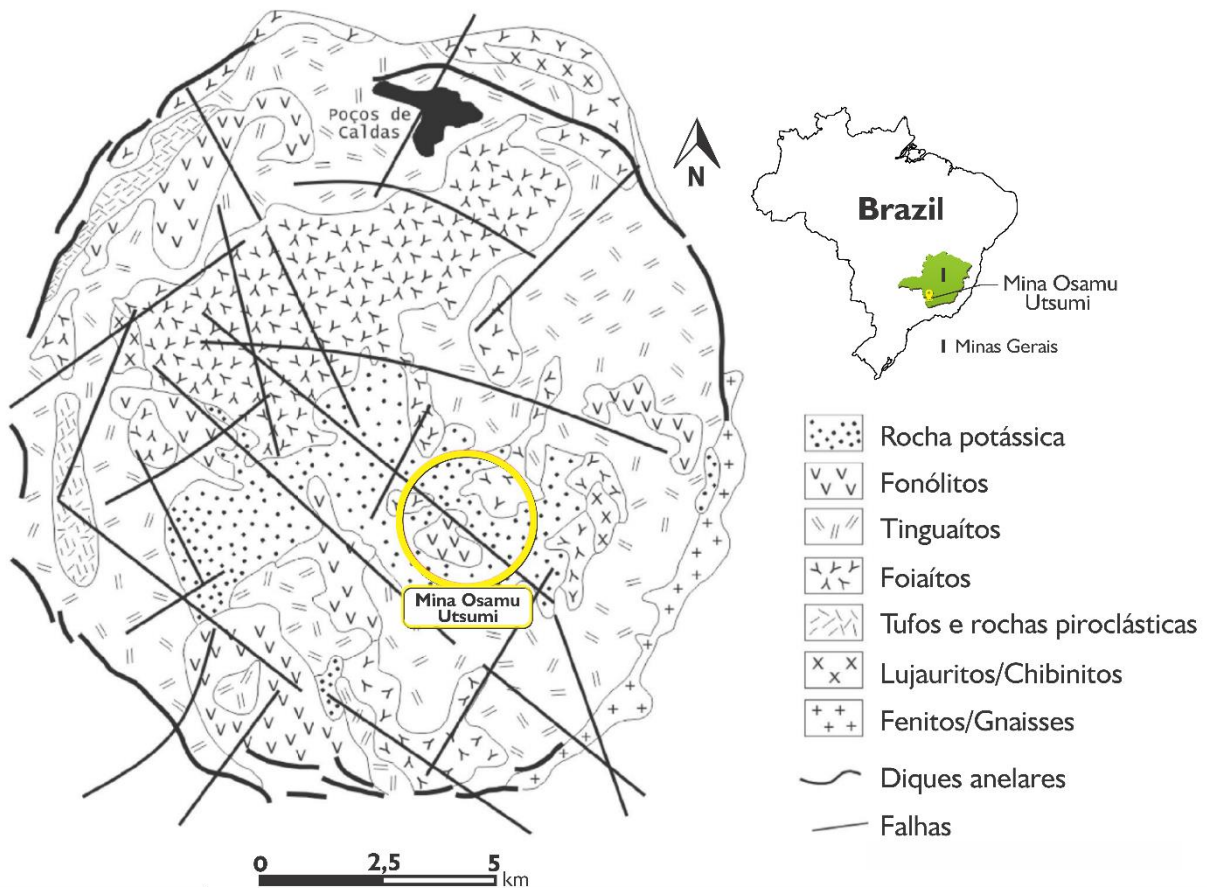 Poços de
Caldas
N
Brazil
I
Mina Osamu
Utsumi
I Minas Gerais
Mina Osamu
Utsumi
Rocha potássica
Fonólitos
Tinguaítos
Foiaítos
Tufos e rochas piroclásticas
Lujauritos/Chibinitos
Fenitos/Gnaisses
Diques anelares
Falhas
0 2,5 5
km